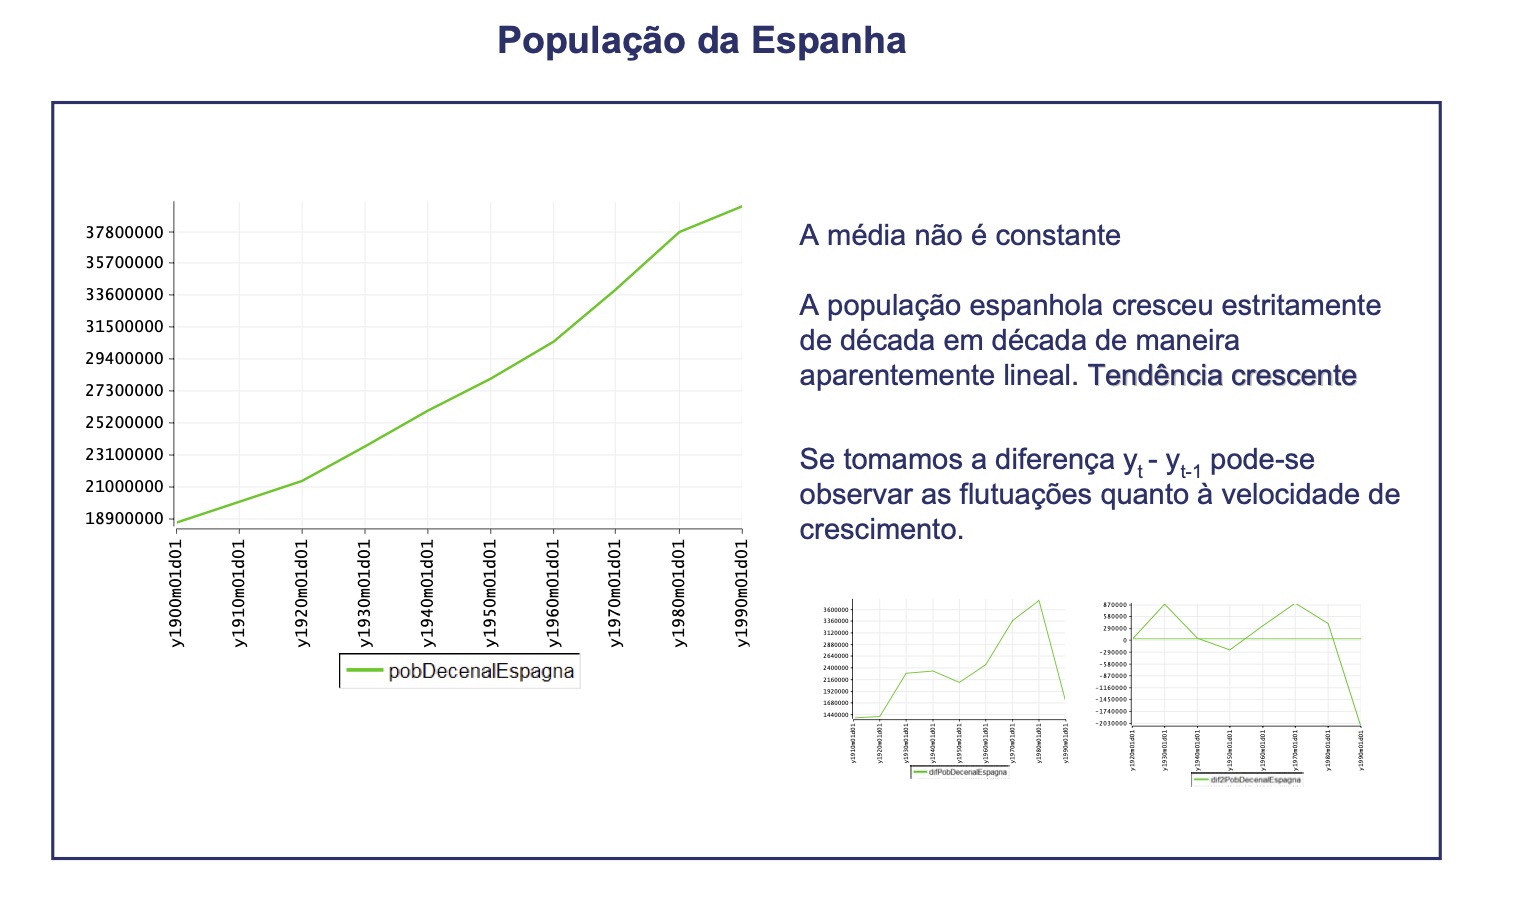 População da Espanha
37800000
35700000
33600000
31500000
29400000
27300000
25200000
23100000
21000000
18900000
y1900m01d01
y1910m01d01
y1920m01d01
y1930m01d01
y1940m01d01
y1950m01d01
y1960m01d01
y1970m01d01
y1980m01d01
y1990m01d01
pobDecenalEspagna
A média não é constante
A população espanhola cresceu estritamente
de década em década de maneira
aparentemente lineal. Tendência crescente
Se tomamos a diferença yt - yt-1 pode-se
observar as flutuações quanto à velocidade de
crescimento.
3600000
3360000
3120000
2880000
2640000
2400000
2160000
1920000
1680000
1440000
y1910m01d01
y1920m01d01
y1930m01d01
y1940m01d01
y1950m01d01
y1960m01d01
y1970m01d01
y1980m01d01
y1990m01d01
difPobDecenalEspagna
870000
580000
290000
0
-290000
-580000
-870000
-1160000
-1450000
-1740000
-2030000
y1920m01d01
y1930m01d01
y1940m01d01
y1950m01d01
y1960m01d01
y1970m01d01
y1980m01d01
y1990m01d01
dif2PobDecenalEspagna